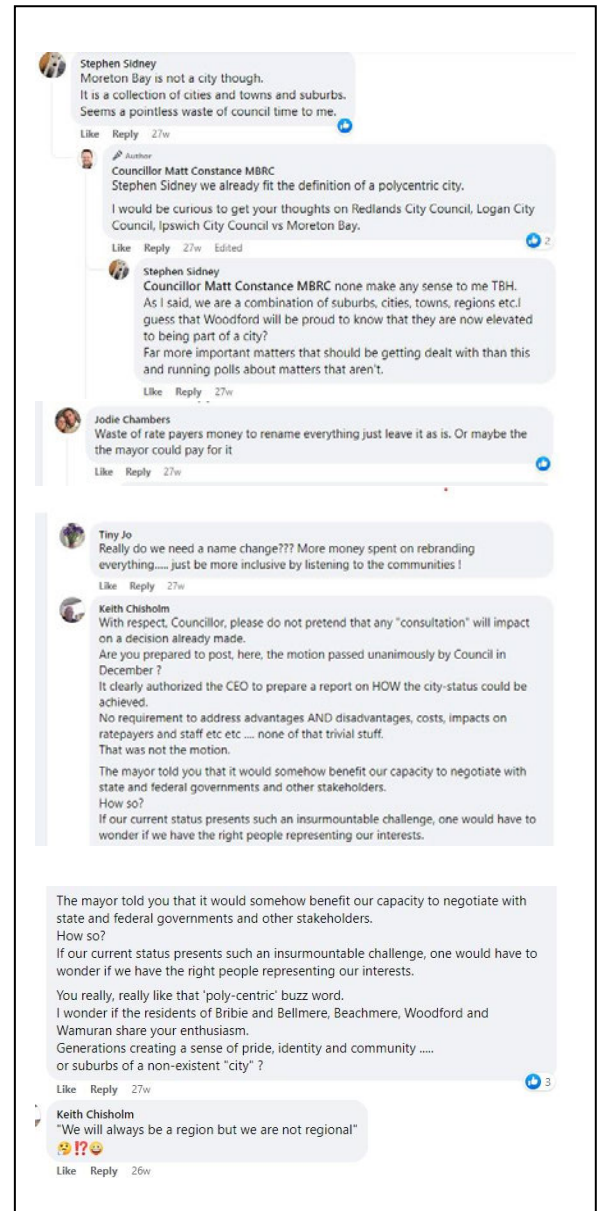 Stephen Sidney
Moreton Bay is not a city though.
It is a collection of cities and towns and suburbs.
Seems a pointless waste of council time to me.
Like Reply 27w
Author
Councillor Matt Constance MBRC
Stephen Sidney we already fit the definition of a polycentric city.
I would be curious to get your thoughts on Redlands City Council, Logan City
Council, Ipswich City Council vs Moreton Bay.
Like Reply 27w Edited 2
Stephen Sidney
Councillor Matt Constance MBRC none make any sense to me TBH.
As I said, we are a combination of suburbs, cities, towns, regions etc.I
guess that Woodford will be proud to know that they are now elevated
to being part of a city?
Far more important matters that should be getting dealt with than this
and running polls about matters that aren't.
Like Reply 27w
Jodie Chambers
Waste of rate payers money to rename everything just leave it as is. Or maybe the
the mayor could pay for it
Like Reply 27w
Tiny Jo
Really do we need a name change??? More money spent on rebranding
everything..... just be more inclusive by listening to the communities !
Like Reply 27w
Keith Chisholm
With respect, Councillor, please do not pretend that any "consultation" will impact
on a decision already made.
Are you prepared to post, here, the motion passed unanimously by Council in
December ?
It clearly authorized the CEO to prepare a report on HOW the city-status could be
achieved.
No requirement to address advantages AND disadvantages, costs, impacts on
ratepayers and staff etc etc .... none of that trivial stuff.
That was not the motion.
The mayor told you that it would somehow benefit our capacity to negotiate with
state and federal governments and other stakeholders.
How so?
If our current status presents such an insurmountable challenge, one would have to
wonder if we have the right people representing our interests.
The mayor told you that it would somehow benefit our capacity to negotiate with
state and federal governments and other stakeholders.
How so?
If our current status presents such an insurmountable challenge, one would have to
wonder if we have the right people representing our interests.
You really, really like that 'poly-centric' buzz word.
I wonder if the residents of Bribie and Bellmere, Beachmere, Woodford and
Wamuran share your enthusiasm.
Generations creating a sense of pride, identity and community .....
or suburbs of a non-existent "city" ?
Like Reply 27w 3
Keith Chisholm
"We will always be a region but we are not regional"
🤔⁉️😀
Like Reply 26w